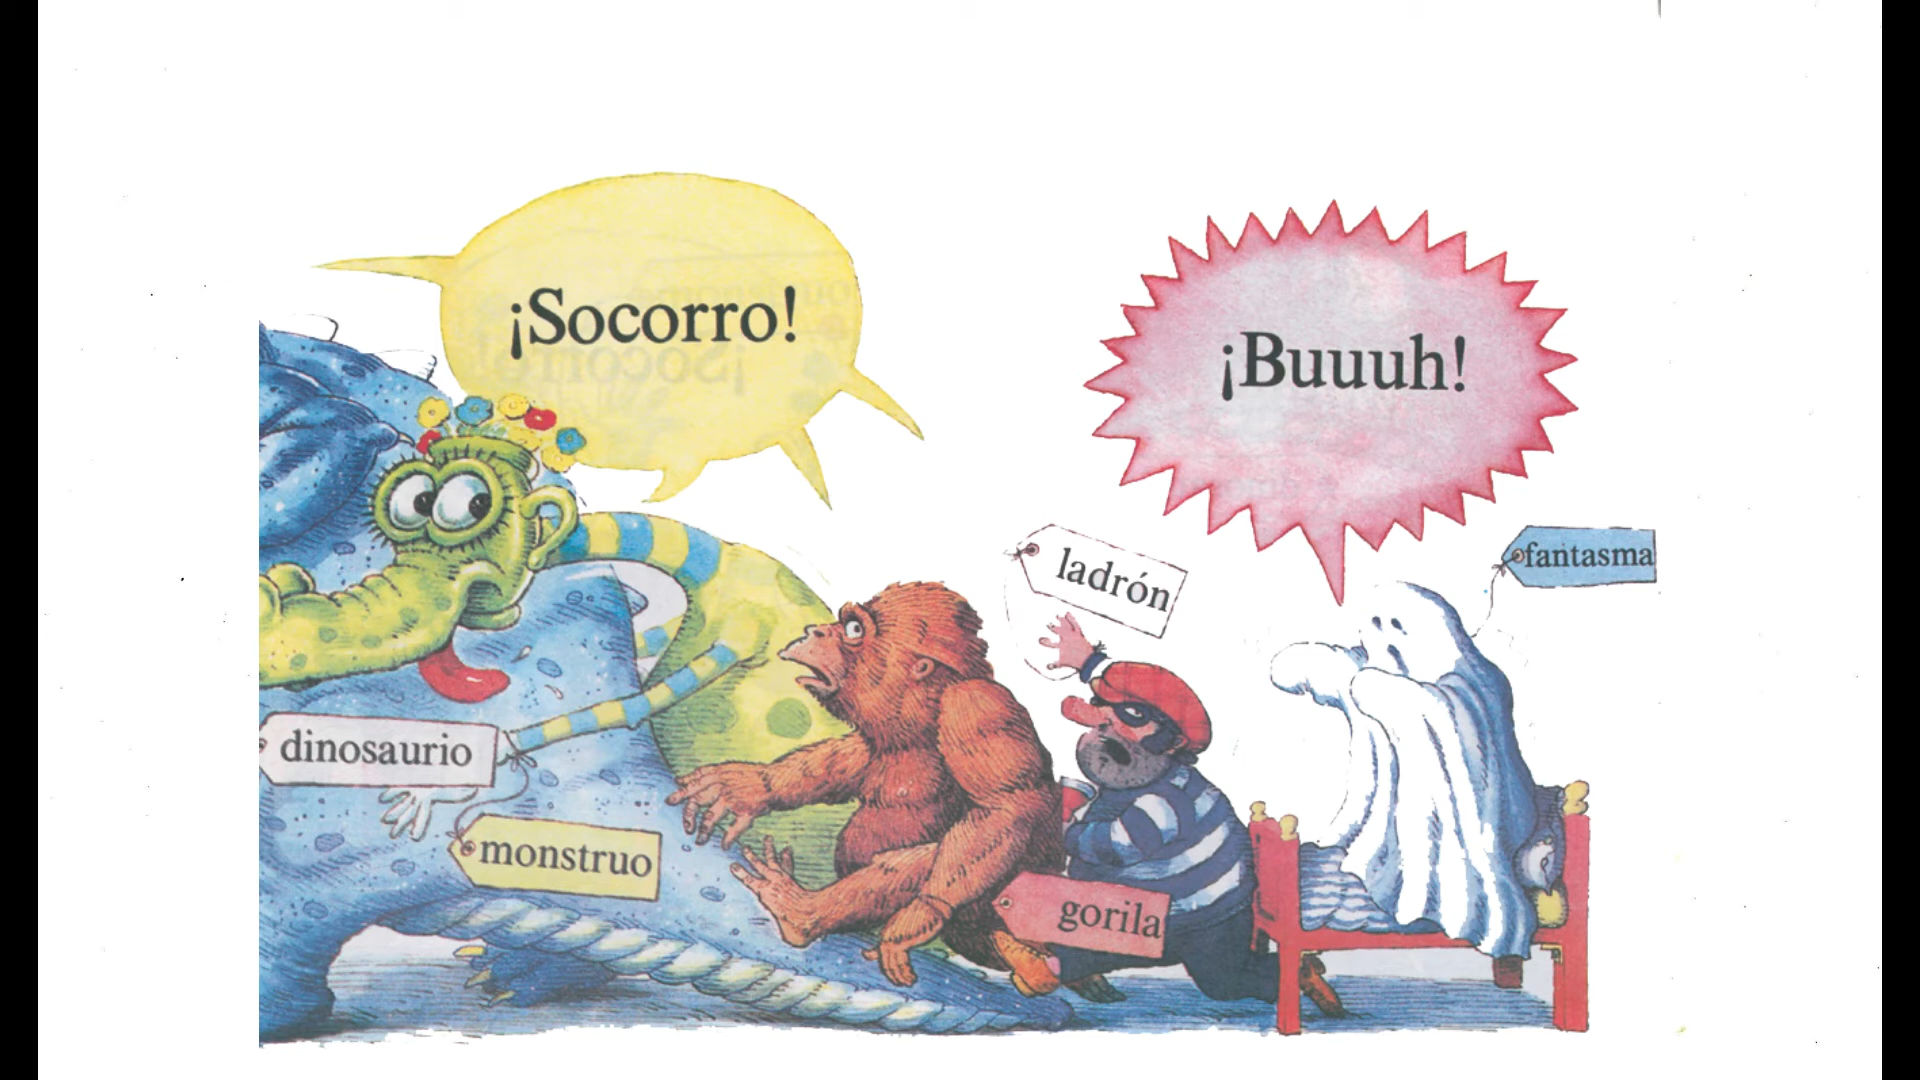 ¡Socorro!
¡Buuuh!
ladrón
fantasma
dinosaurio
monstruo
gorila